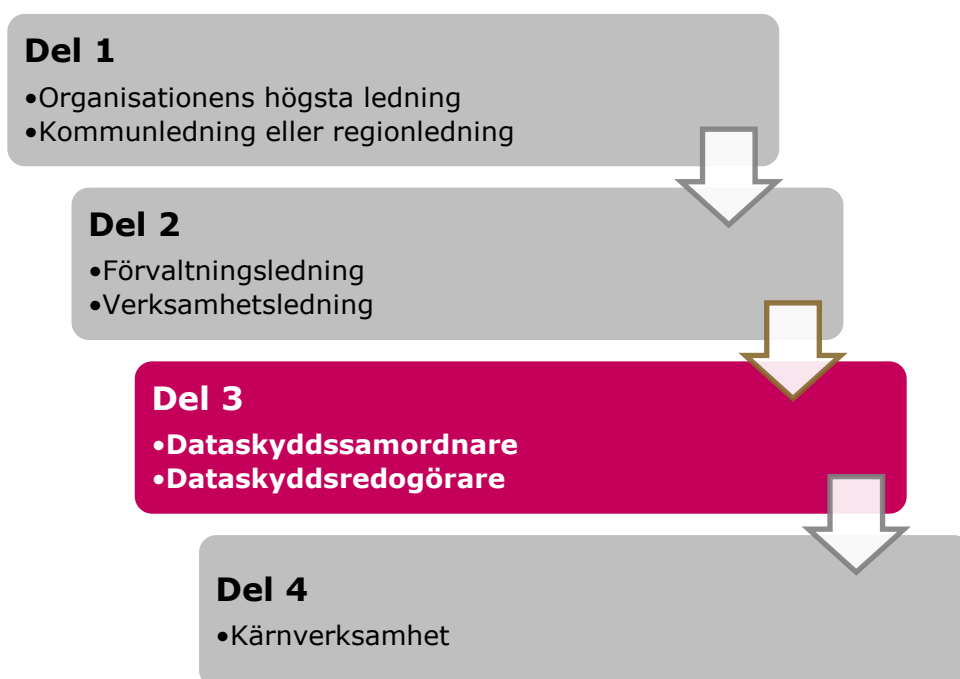 Del 1
•Organisationens högsta ledning
•Kommunledning eller regionledning
Del 2
•Förvaltningsledning
•Verksamhetsledning
Del 3
•Dataskyddssamordnare
•Dataskyddsredogörare
Del 4
•Kärnverksamhet